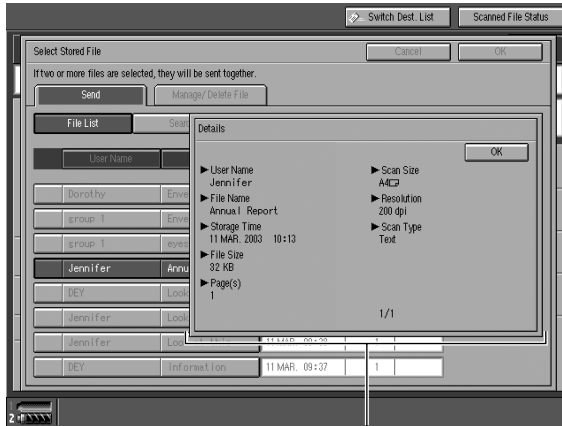 Switch Dest. List
Scanned File Status
Select Stored File
Cancel
OK
If two or more files are selected, they will be sent together.
Send
Manage/ Delete File
File List
Details
OK
User Name
▶ User Name
Jennifer
▶ File Name
Annual Report
▶ Storage Time
11 MAR. 2003 10:13
▶ File Size
32 KB
▶ Page(s)
1
▶ Scan Size
A4
▶ Resolution
200 dpi
▶ Scan Type
Text
1/1
Dorothy
group 1
group 1
Jennifer
DEY
Jennifer
Jennifer
DEY Information 11 MAR. 09:37 1
1
2